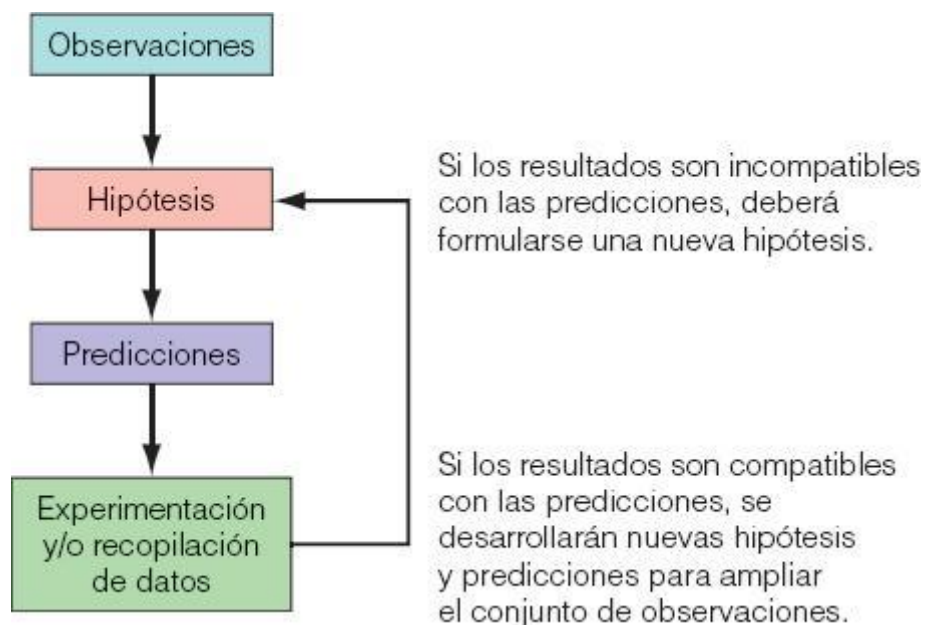 Observaciones
Hipótesis
Si los resultados son incompatibles
con las predicciones, deberá
formularse una nueva hipótesis.
Predicciones
Experimentación
y/o recopilación
de datos
Si los resultados son compatibles
con las predicciones, se
desarrollarán nuevas hipótesis
y predicciones para ampliar
el conjunto de observaciones.